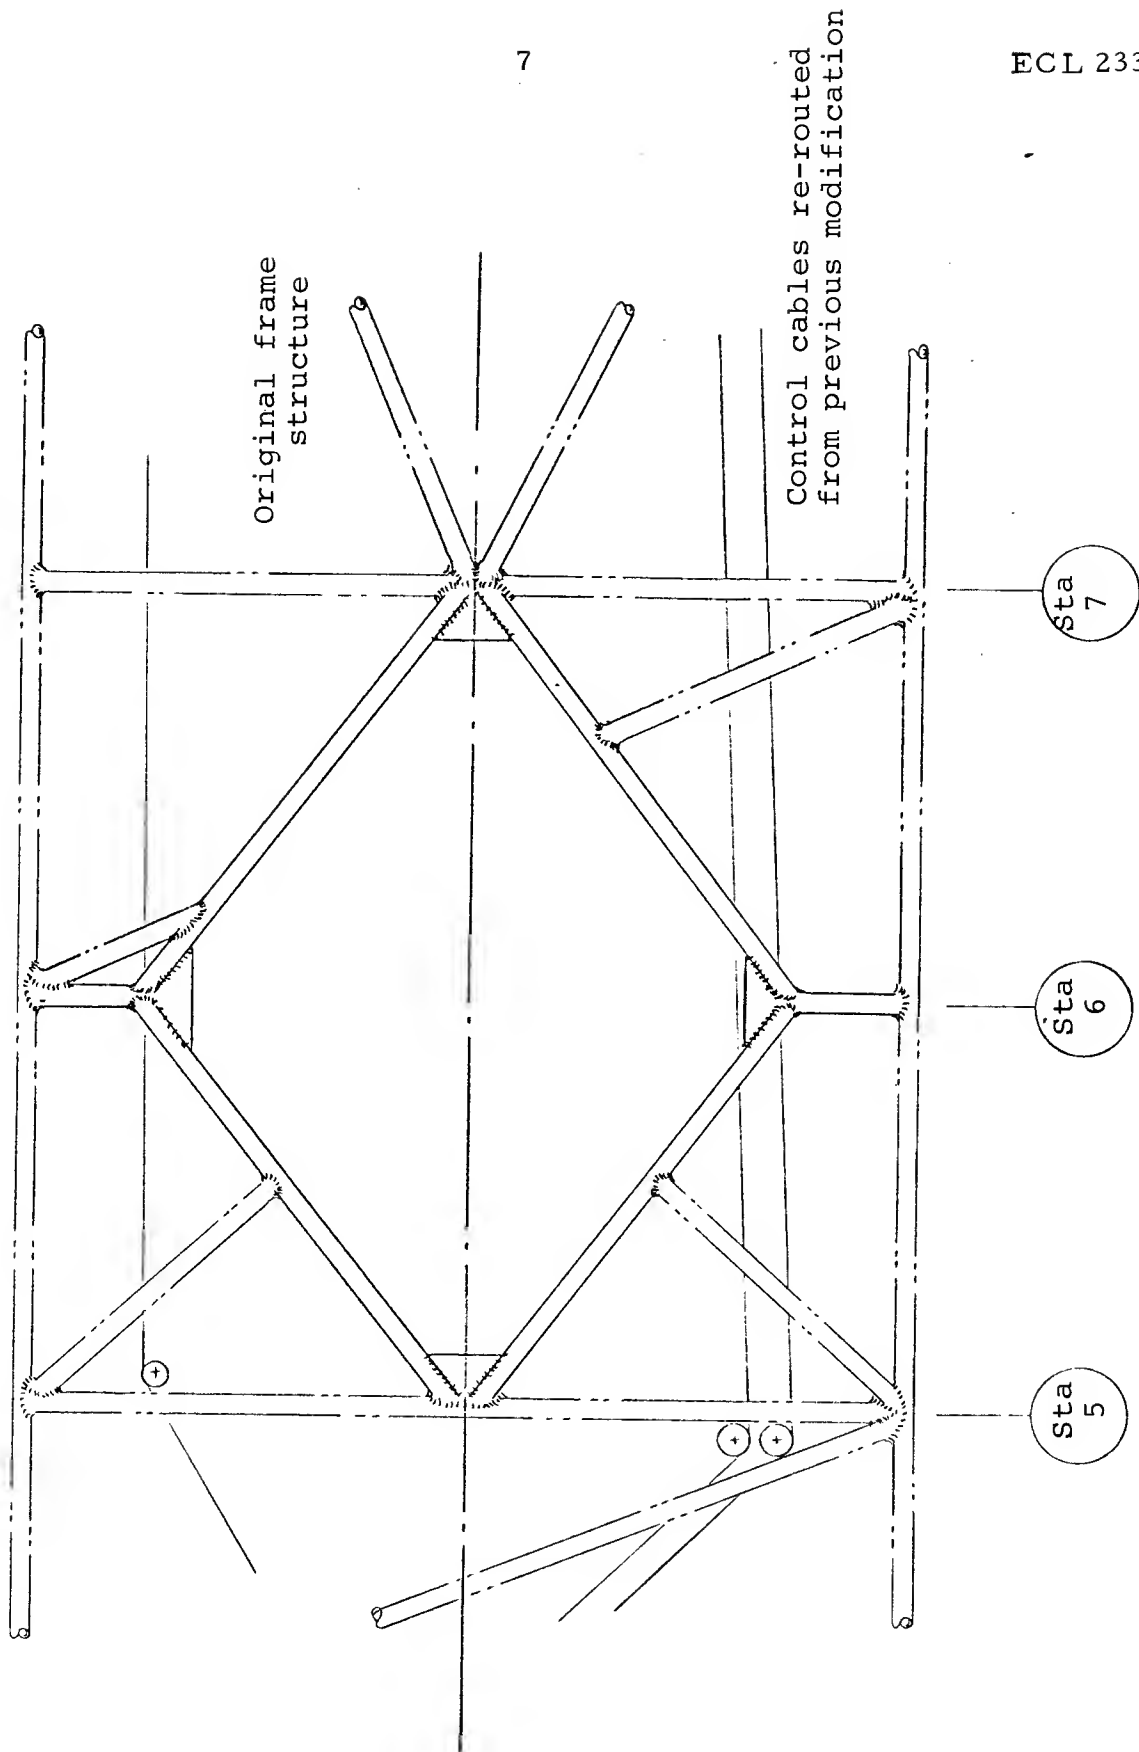 7
ECL 233
Original frame
structure
Control cables re-routed
from previous modification
Sta
5
Sta
6
Sta
7